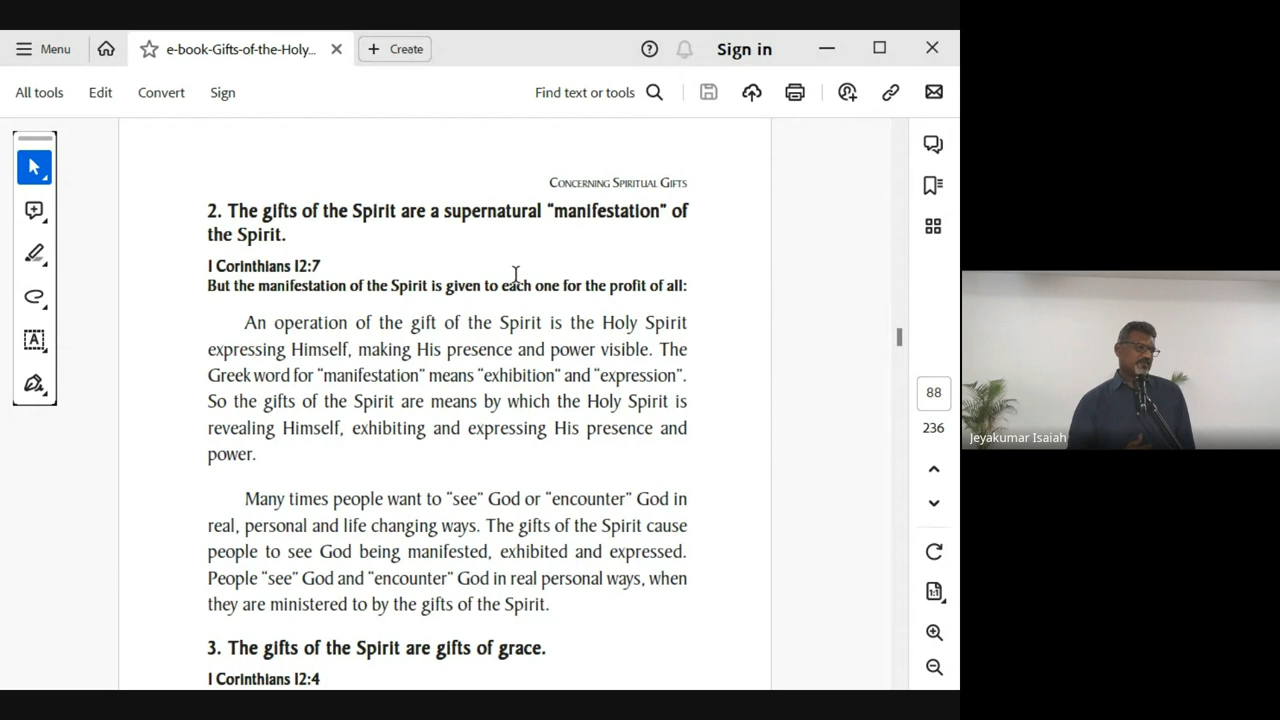 Menu
e-book-Gifts-of-the-Holy...
Create
Sign in
All tools
Edit
Convert
Sign
Find text or tools
CONCERNING SPIRITUAL GIFTS
2. The gifts of the Spirit are a supernatural "manifestation" of
the Spirit.
I Corinthians 12:7
But the manifestation of the Spirit is given to each one for the profit of all:
An operation of the gift of the Spirit is the Holy Spirit
expressing Himself, making His presence and power visible. The
Greek word for "manifestation" means "exhibition" and "expression".
So the gifts of the Spirit are means by which the Holy Spirit is
revealing Himself, exhibiting and expressing His presence and
power.
Many times people want to "see" God or "encounter" God in
real, personal and life changing ways. The gifts of the Spirit cause
people to see God being manifested, exhibited and expressed.
People "see" God and "encounter" God in real personal ways, when
they are ministered to by the gifts of the Spirit.
3. The gifts of the Spirit are gifts of grace.
I Corinthians 12:4
88
236
1:1
Jeyakumar Isaiah